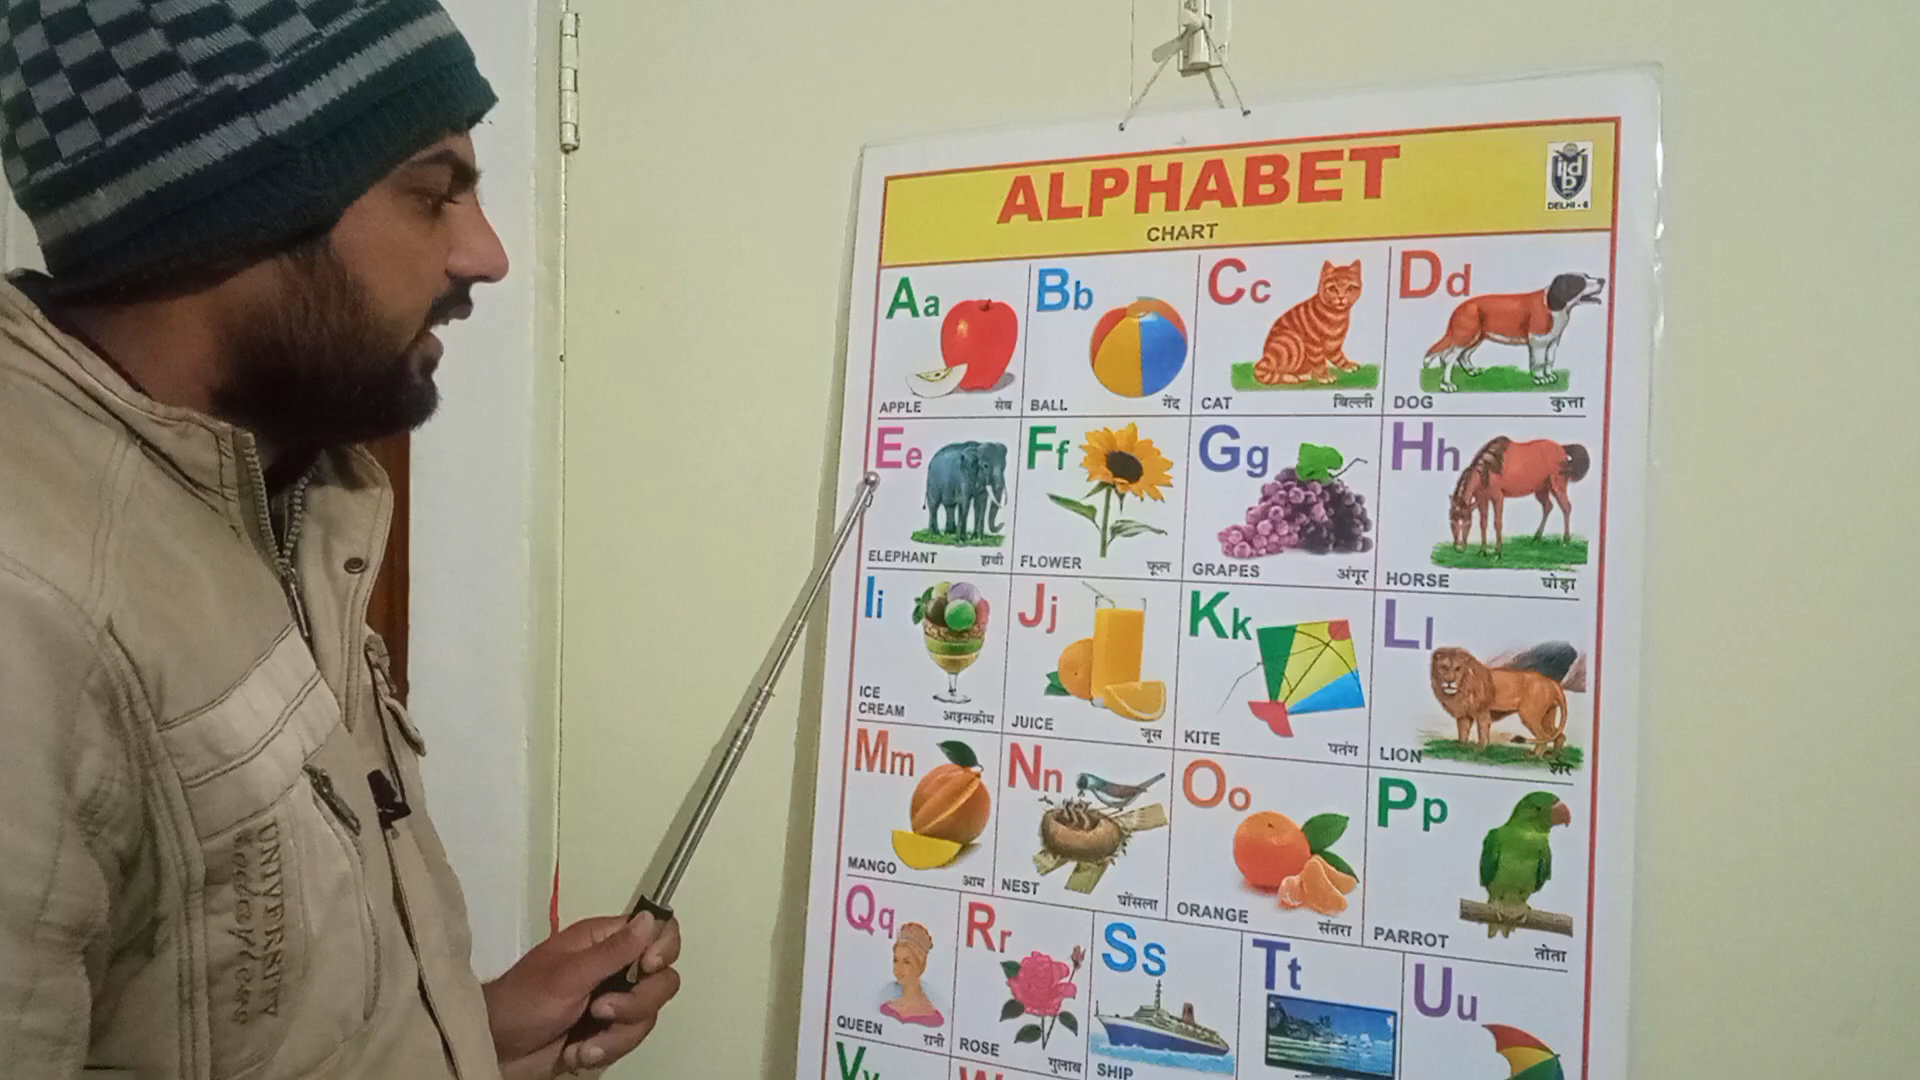 ALPHABET
CHART
ildb
DELHI - 6
Aa
APPLE सेब
Bb
BALL गेंद
Cc
CAT बिल्ली
Dd
DOG कुत्ता
Ee
ELEPHANT हाथी
Ff
FLOWER फूल
Gg
GRAPES अंगूर
Hh
HORSE घोड़ा
Ii
ICE
CREAM आइसक्रीम
Jj
JUICE जूस
Kk
KITE पतंग
Ll
LION शेर
Mm
MANGO आम
Nn
NEST घोंसला
Oo
ORANGE संतरा
Pp
PARROT तोता
Qq
QUEEN रानी
Rr
ROSE गुलाब
Ss
SHIP
Tt
Uu
Vv
UNIVERSITY